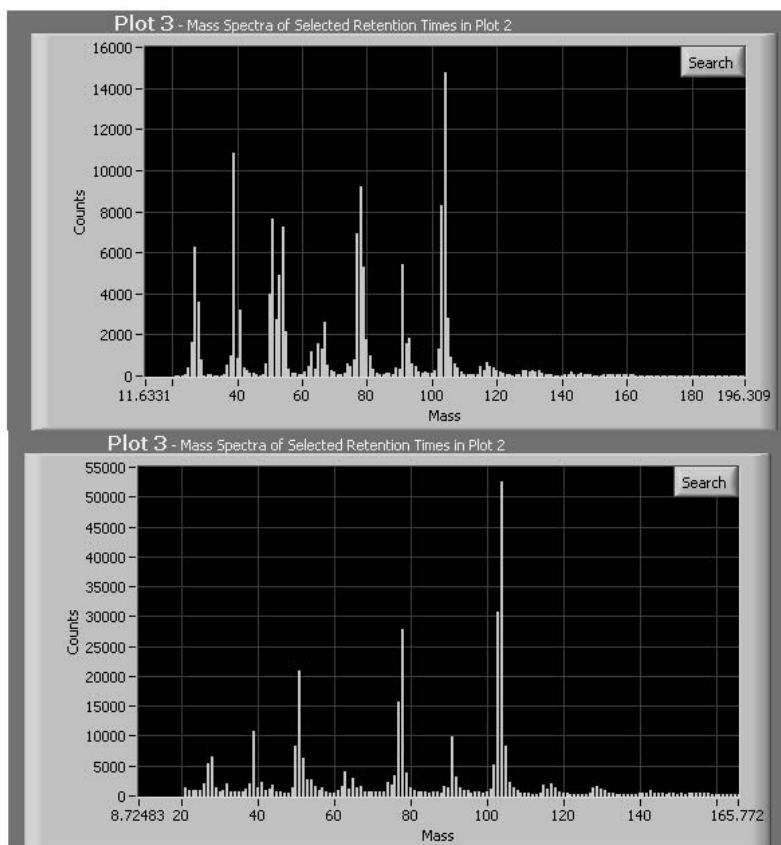 Plot 3 - Mass Spectra of Selected Retention Times in Plot 2
Search
16000
14000
12000
10000
8000
6000
4000
2000
0
Counts
11.6331 40 60 80 100 120 140 160 180 196.309
Mass
Plot 3 - Mass Spectra of Selected Retention Times in Plot 2
Search
55000
50000
45000
40000
35000
30000
25000
20000
15000
10000
5000
0
Counts
8.72483 20 40 60 80 100 120 140 165.772
Mass